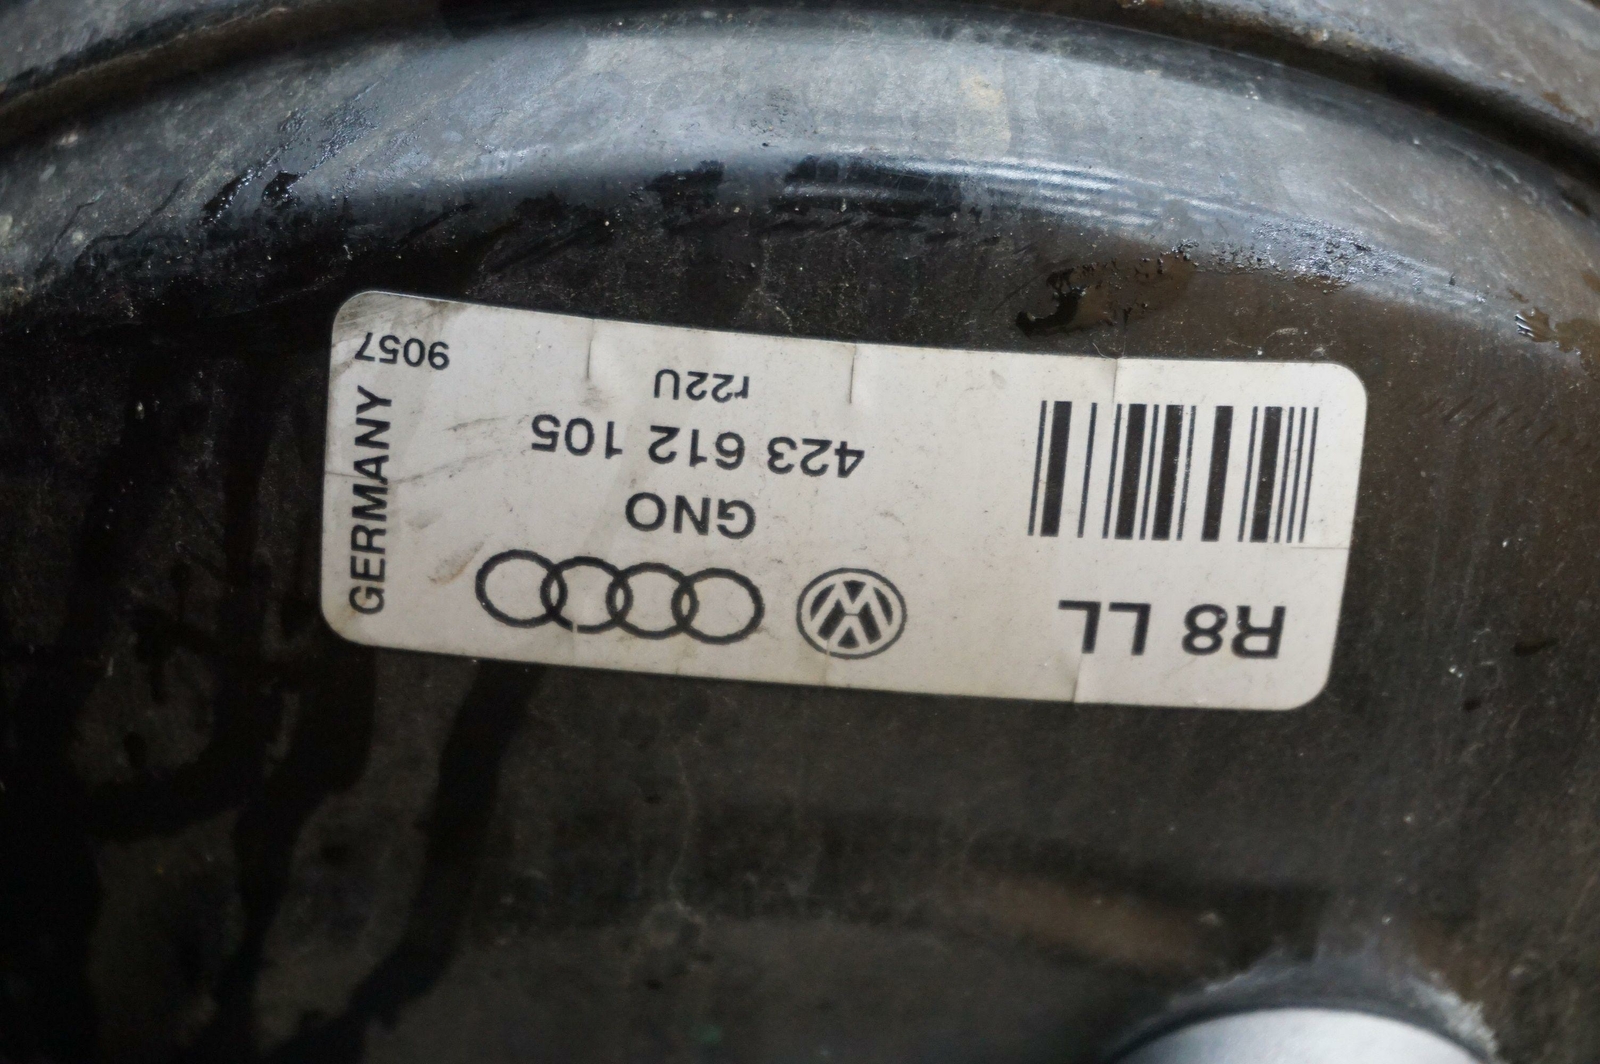 R8 LL
GNO
423 612 105
r22U
GERMANY
9057